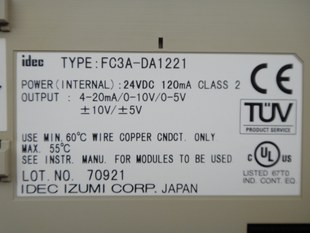 idec TYPE:FC3A-DA1221
POWER(INTERNAL):24VDC 120mA CLASS 2
OUTPUT : 4-20mA/0-10V/0-5V
±10V/±5V
CE
TÜV
PRODUCT SERVICE
USE MIN.60℃ WIRE COPPER CNDCT. ONLY
MAX. 55℃
SEE INSTR. MANU. FOR MODULES TO BE USED
LOT.NO. 70921
IDEC IZUMI CORP. JAPAN
c UL US
LISTED 67TD
IND. CONT. EQ.